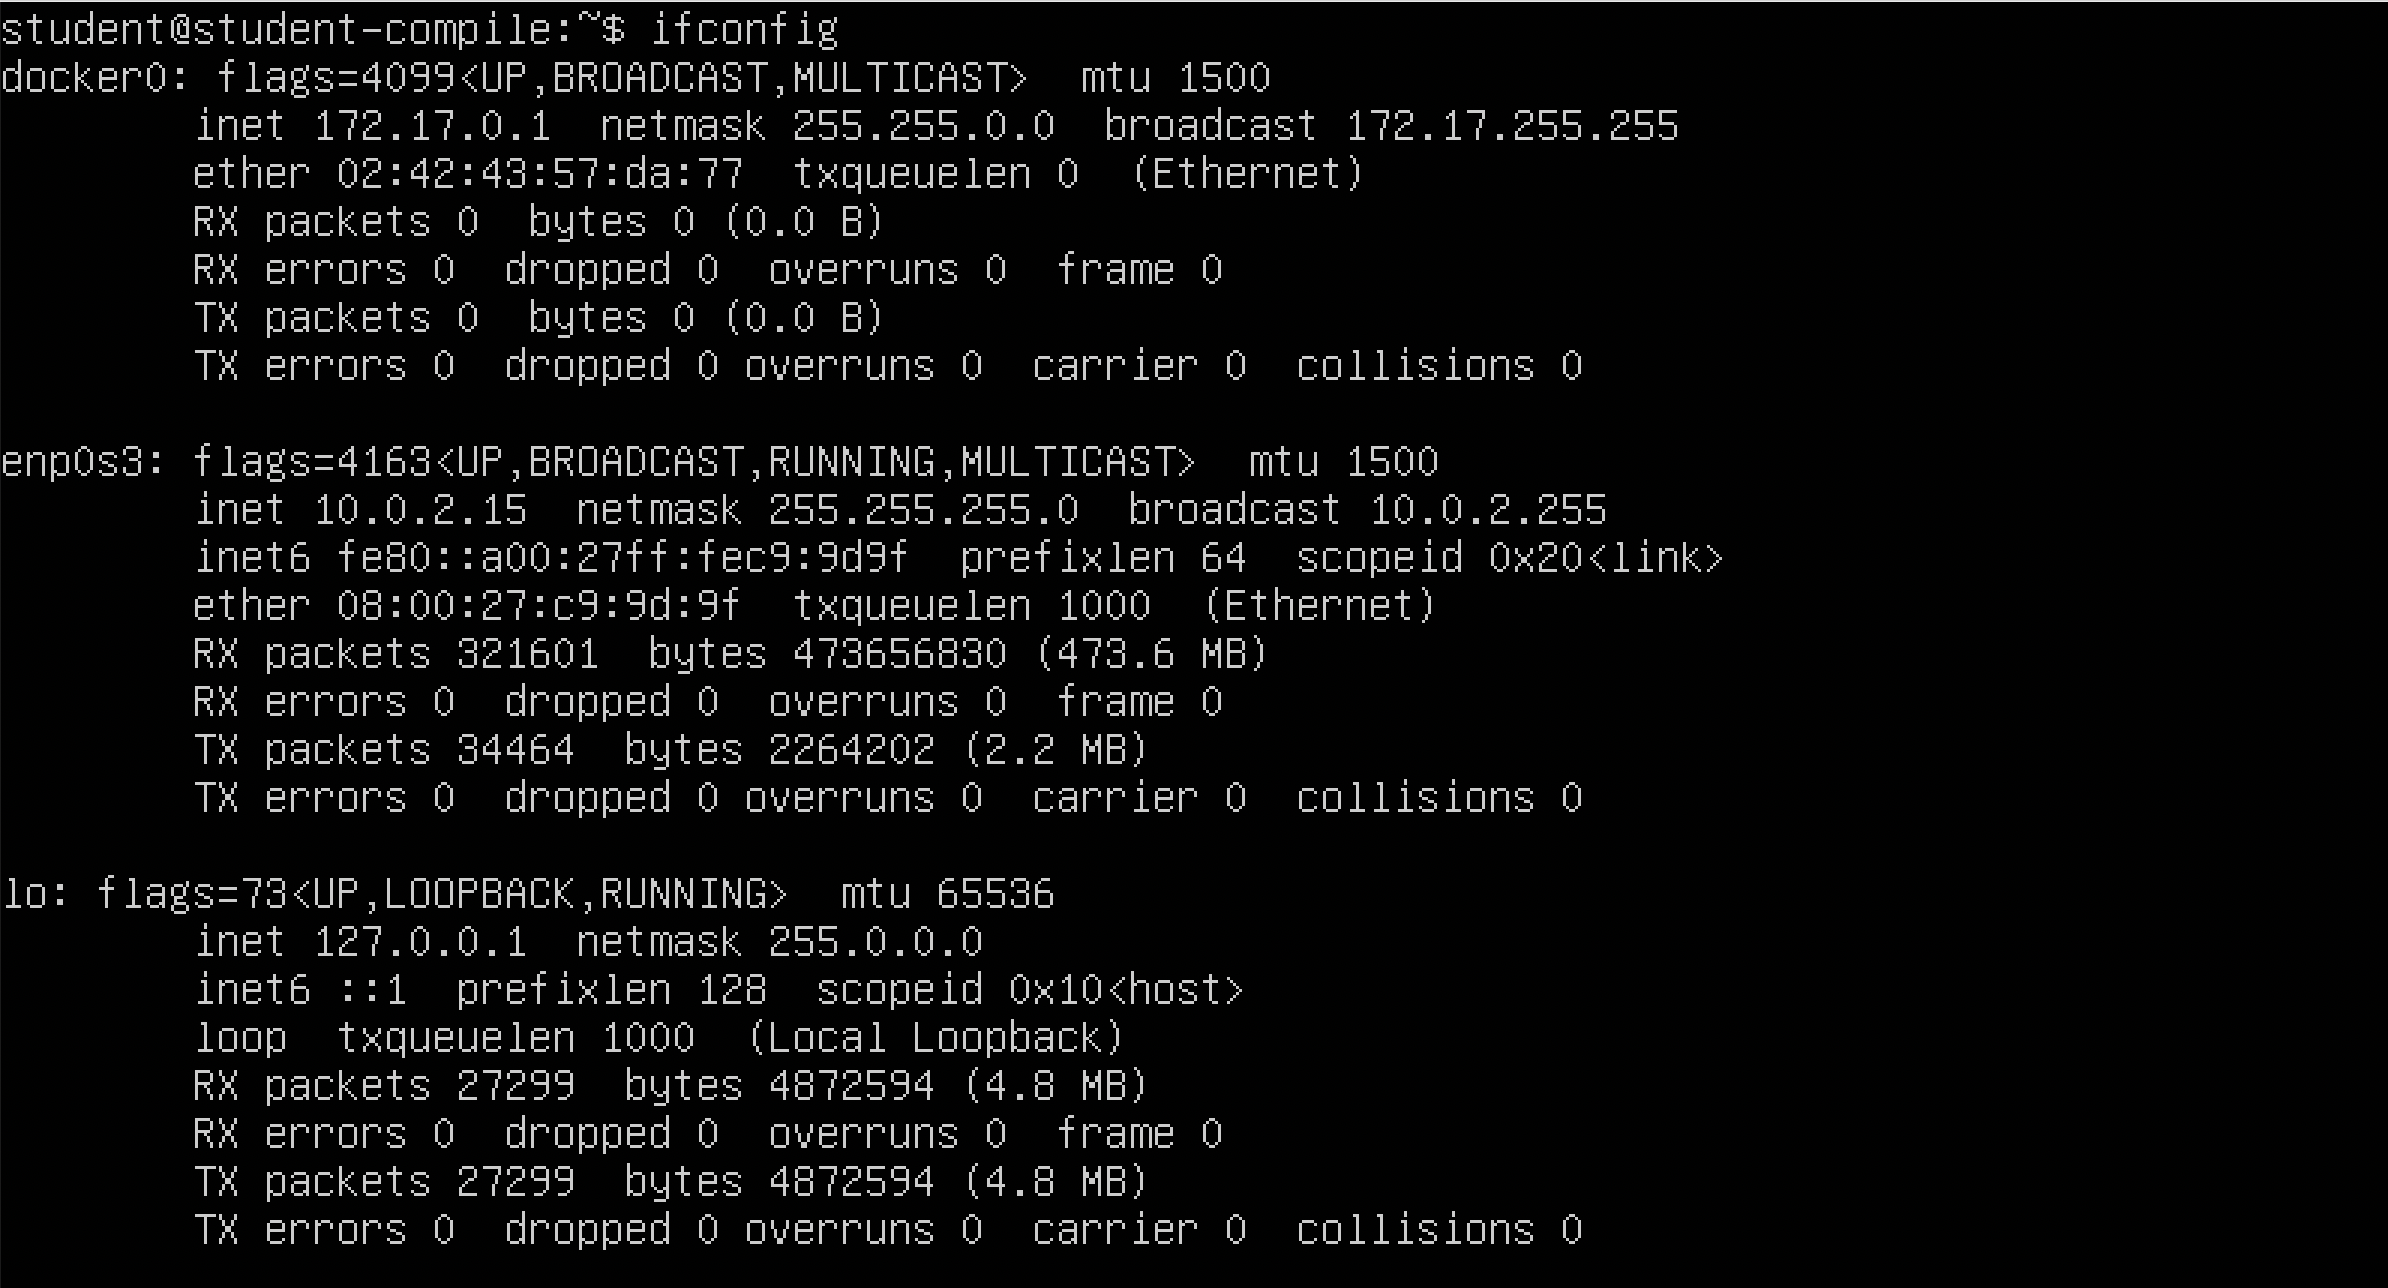 student@student-compile:~$ ifconfig
docker0: flags=4099<UP,BROADCAST,MULTICAST>  mtu 1500
        inet 172.17.0.1  netmask 255.255.0.0  broadcast 172.17.255.255
        ether 02:42:43:57:da:77  txqueuelen 0  (Ethernet)
        RX packets 0  bytes 0 (0.0 B)
        RX errors 0  dropped 0  overruns 0  frame 0
        TX packets 0  bytes 0 (0.0 B)
        TX errors 0  dropped 0 overruns 0  carrier 0  collisions 0

enp0s3: flags=4163<UP,BROADCAST,RUNNING,MULTICAST>  mtu 1500
        inet 10.0.2.15  netmask 255.255.255.0  broadcast 10.0.2.255
        inet6 fe80::a00:27ff:fec9:9d9f  prefixlen 64  scopeid 0x20<link>
        ether 08:00:27:c9:9d:9f  txqueuelen 1000  (Ethernet)
        RX packets 321601  bytes 473656830 (473.6 MB)
        RX errors 0  dropped 0  overruns 0  frame 0
        TX packets 34464  bytes 2264202 (2.2 MB)
        TX errors 0  dropped 0 overruns 0  carrier 0  collisions 0

lo: flags=73<UP,LOOPBACK,RUNNING>  mtu 65536
        inet 127.0.0.1  netmask 255.0.0.0
        inet6 ::1  prefixlen 128  scopeid 0x10<host>
        loop  txqueuelen 1000  (Local Loopback)
        RX packets 27299  bytes 4872594 (4.8 MB)
        RX errors 0  dropped 0  overruns 0  frame 0
        TX packets 27299  bytes 4872594 (4.8 MB)
        TX errors 0  dropped 0 overruns 0  carrier 0  collisions 0